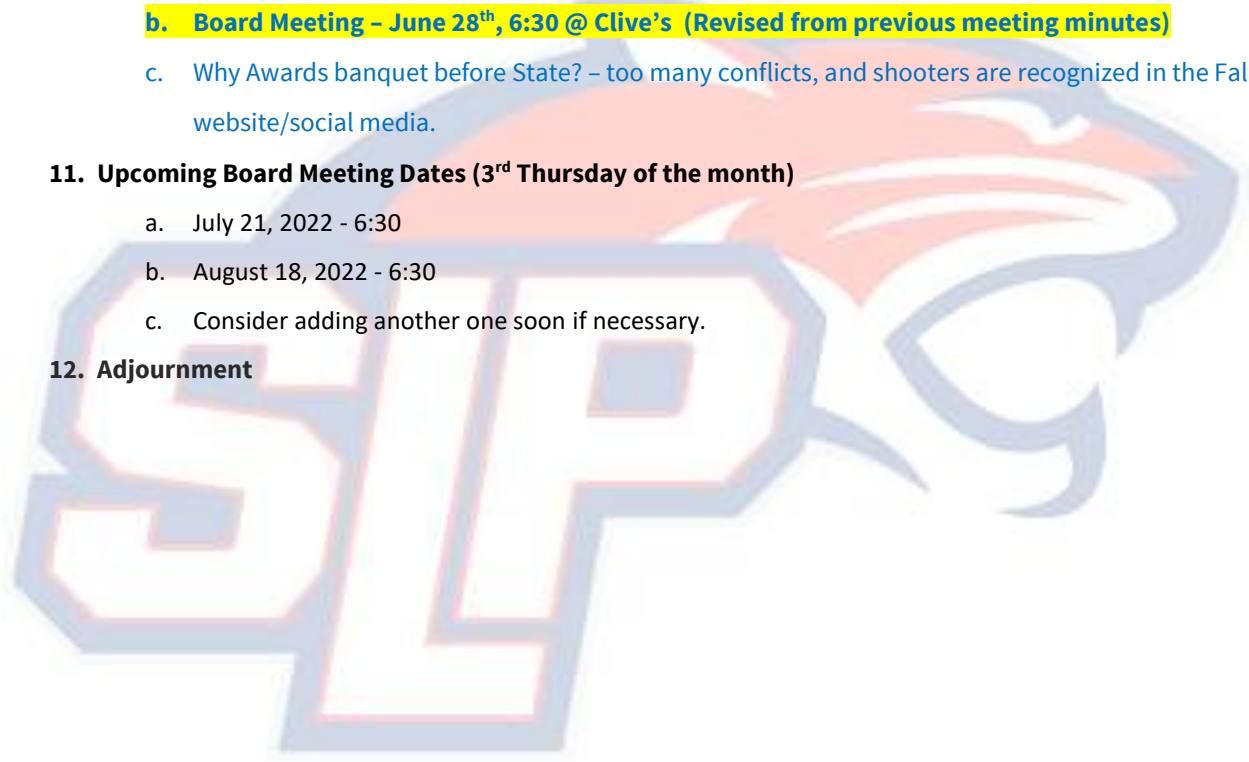 b. Board Meeting – June 28th, 6:30 @ Clive’s (Revised from previous meeting minutes)
c. Why Awards banquet before State? – too many conflicts, and shooters are recognized in the Fal
website/social media.
11. Upcoming Board Meeting Dates (3rd Thursday of the month)
a. July 21, 2022 - 6:30
b. August 18, 2022 - 6:30
c. Consider adding another one soon if necessary.
12. Adjournment
SLP